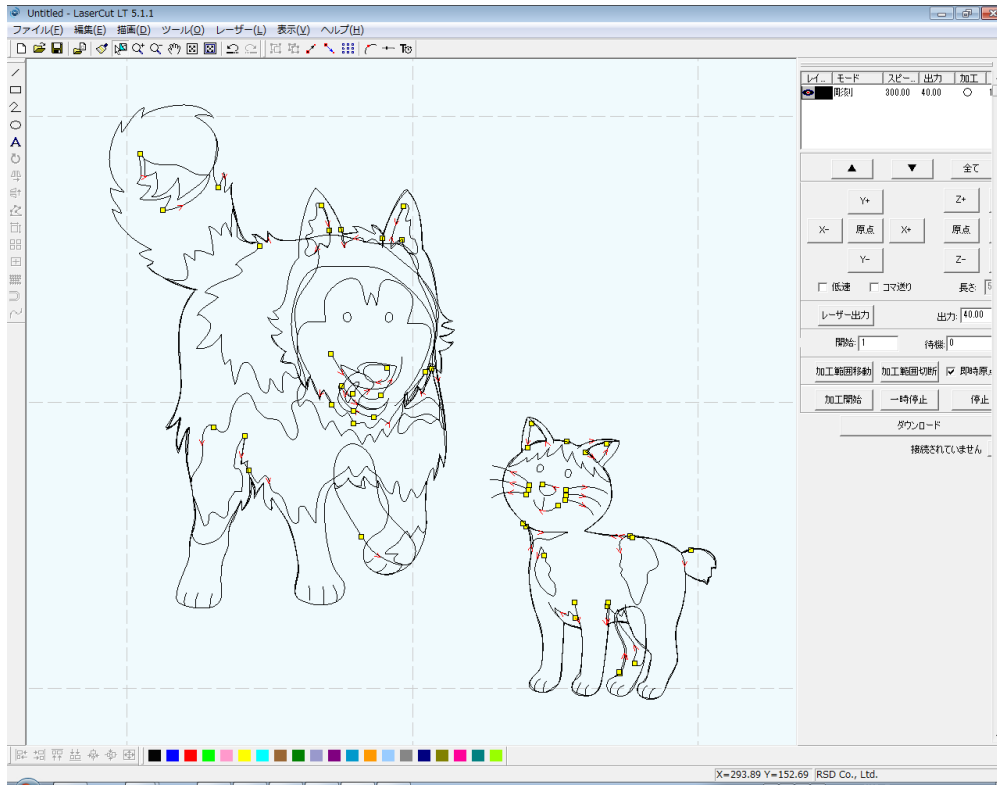 Untitled - LaserCut LT 5.1.1
ファイル(F) 編集(E) 描画(D) ツール(O) レーザー(L) 表示(V) ヘルプ(H)
レイ.. モード スピー.. 出力 加工
彫刻 300.00 40.00 ○ 1
▲ ▼ 全て
Y+ Z+
X- 原点 X+ 原点
Y- Z-
低速 コマ送り 長さ: 5
レーザー出力 出力: 40.00
開始: 1 待機: 0
加工範囲移動 加工範囲切断 即時原点
加工開始 一時停止 停止
ダウンロード
接続されていません
X=293.89 Y=152.69 RSD Co., Ltd.